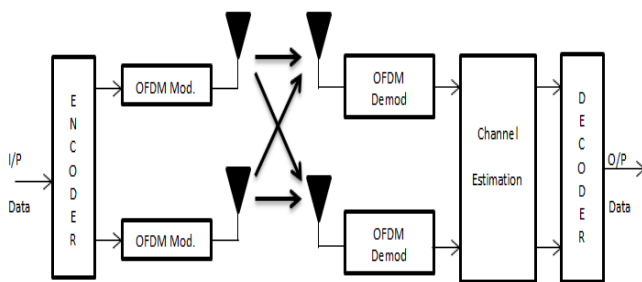 I/P
Data
E
N
C
O
D
E
R
OFDM Mod.
OFDM Mod.
OFDM
Demod
OFDM
Demod
Channel
Estimation
D
E
C
O
D
E
R
O/P
Data